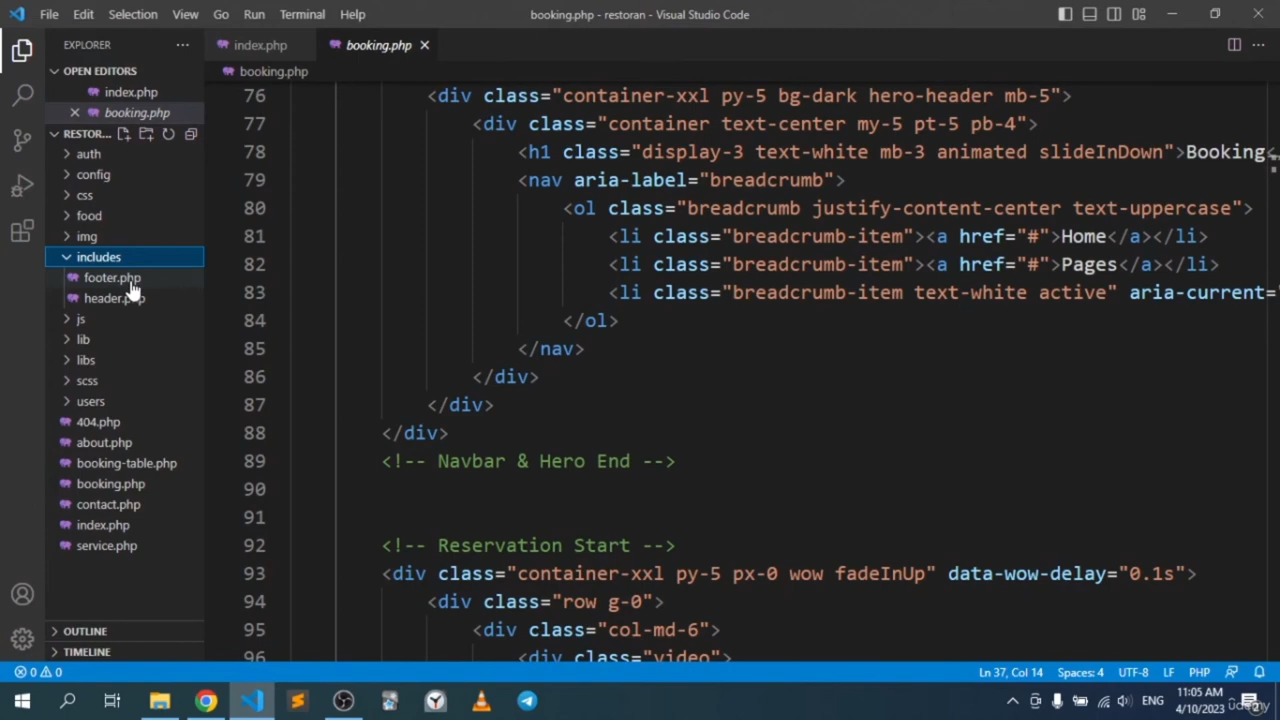 File Edit Selection View Go Run Terminal Help booking.php - restoran - Visual Studio Code
EXPLORER
index.php booking.php
OPEN EDITORS
index.php
booking.php
RESTOR...
auth
config
css
food
img
includes
footer.php
header.php
js
lib
libs
scss
users
404.php
about.php
booking-table.php
booking.php
contact.php
index.php
service.php
OUTLINE
TIMELINE
booking.php
76 <div class="container-xxl py-5 bg-dark hero-header mb-5">
77 <div class="container text-center my-5 pt-5 pb-4">
78 <h1 class="display-3 text-white mb-3 animated slideInDown">Booking<
79 <nav aria-label="breadcrumb">
80 <ol class="breadcrumb justify-content-center text-uppercase">
81 <li class="breadcrumb-item"><a href="#">Home</a></li>
82 <li class="breadcrumb-item"><a href="#">Pages</a></li>
83 <li class="breadcrumb-item text-white active" aria-current=
84 </ol>
85 </nav>
86 </div>
87 </div>
88 </div>
89 <!-- Navbar & Hero End -->
90
91
92 <!-- Reservation Start -->
93 <div class="container-xxl py-5 px-0 wow fadeInUp" data-wow-delay="0.1s">
94 <div class="row g-0">
95 <div class="col-md-6">
96 <div class="video">
0 0 Ln 37, Col 14 Spaces: 4 UTF-8 LF PHP
ENG 11:05 AM
4/10/2023
udemy